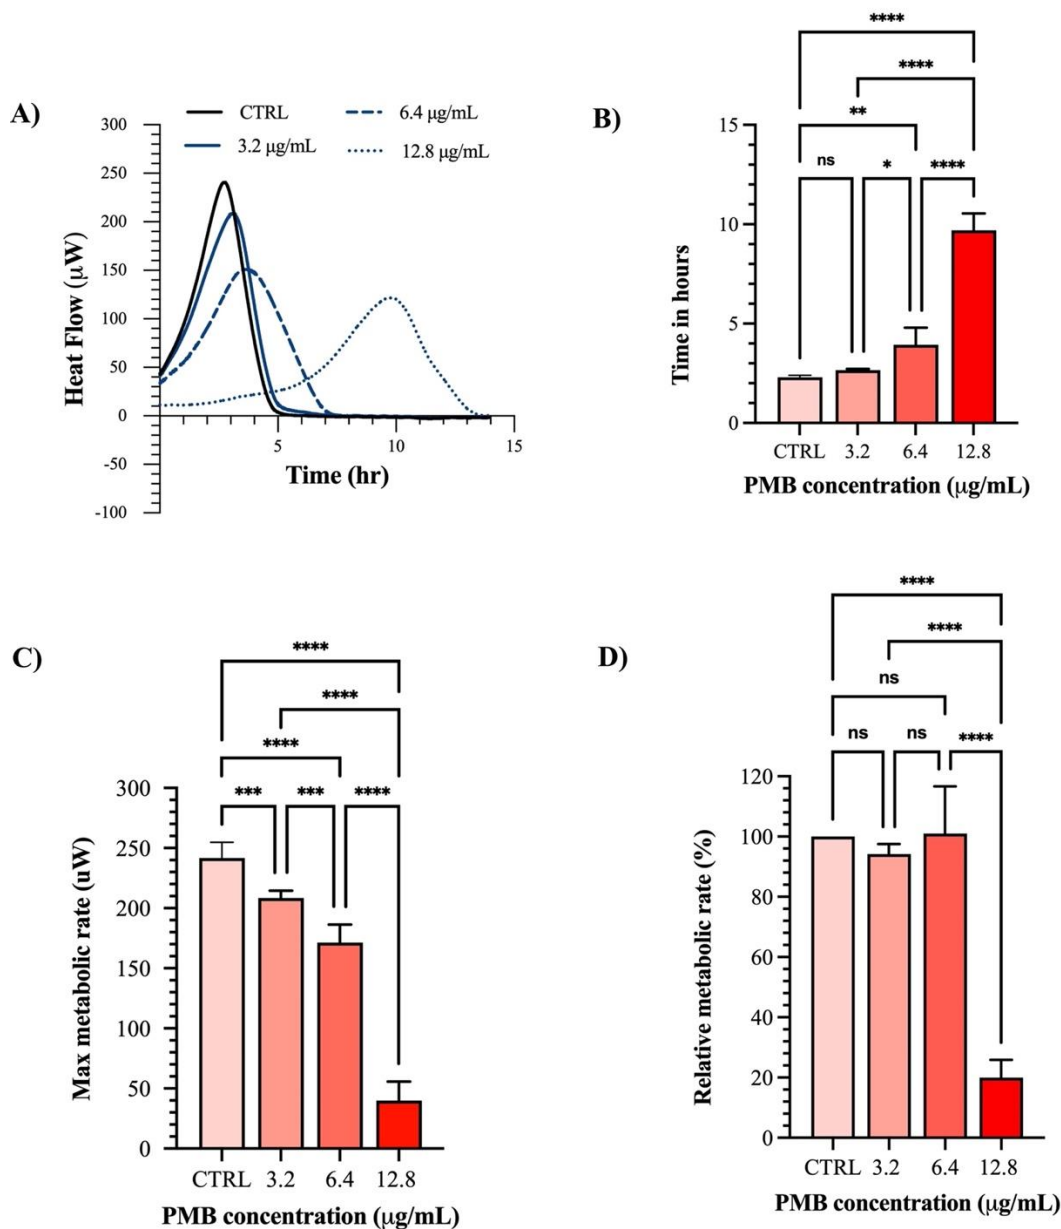 A)
CTRL
6.4 µg/mL
3.2 µg/mL
12.8 µg/mL
300
250
200
150
100
50
0
-50
-100
5
10
15
Heat Flow (µW)
Time (hr)
B)
****
****
**
ns
*
****
15
10
5
0
Time in hours
CTRL 3.2 6.4 12.8
PMB concentration (µg/mL)
C)
****
****
****
***
***
****
300
250
200
150
100
50
0
Max metabolic rate (uW)
CTRL 3.2 6.4 12.8
PMB concentration (µg/mL)
D)
****
****
ns
ns
ns
****
120
100
80
60
40
20
0
Relative metabolic rate (%)
CTRL 3.2 6.4 12.8
PMB concentration (µg/mL)